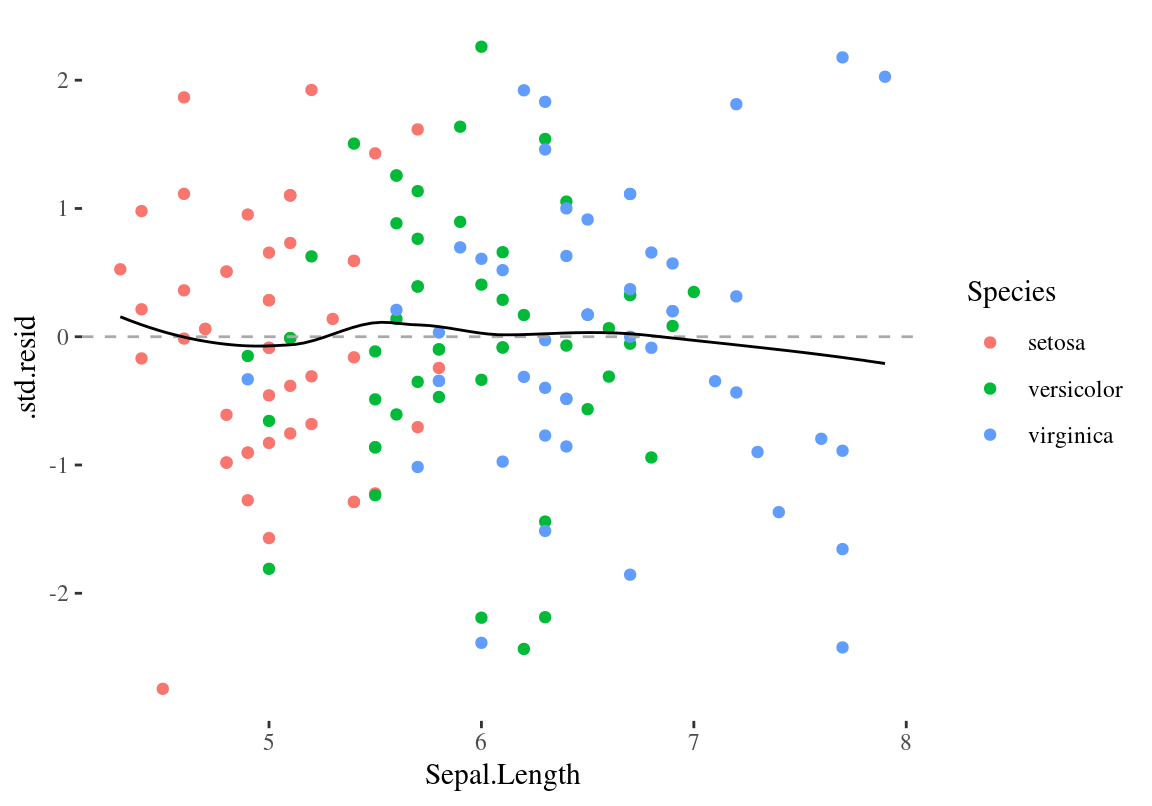 2
1
0
-1
-2
.std.resid
5
6
7
8
Sepal.Length
Species
setosa
versicolor
virginica